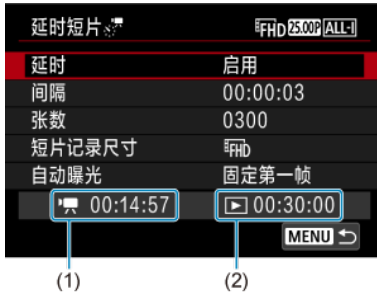 延时短片 FHD 25.00P ALL-I
延时 启用
间隔 00:00:03
张数 0300
短片记录尺寸 FHD
自动曝光 固定第一帧
00:14:57 00:30:00
MENU
(1) (2)